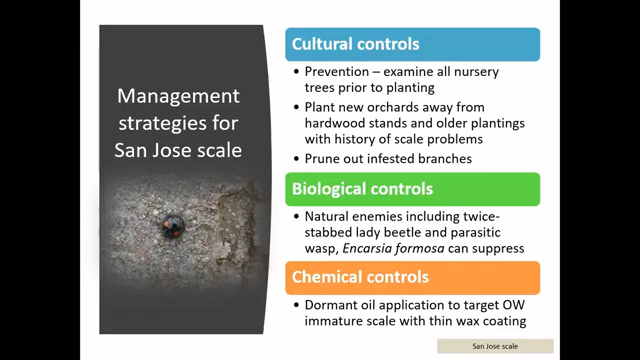 Management
strategies for
San Jose scale
Cultural controls
• Prevention – examine all nursery
trees prior to planting
• Plant new orchards away from
hardwood stands and older plantings
with history of scale problems
• Prune out infested branches
Biological controls
• Natural enemies including twice-
stabbed lady beetle and parasitic
wasp, Encarsia formosa can suppress
Chemical controls
• Dormant oil application to target OW
immature scale with thin wax coating
San Jose scale